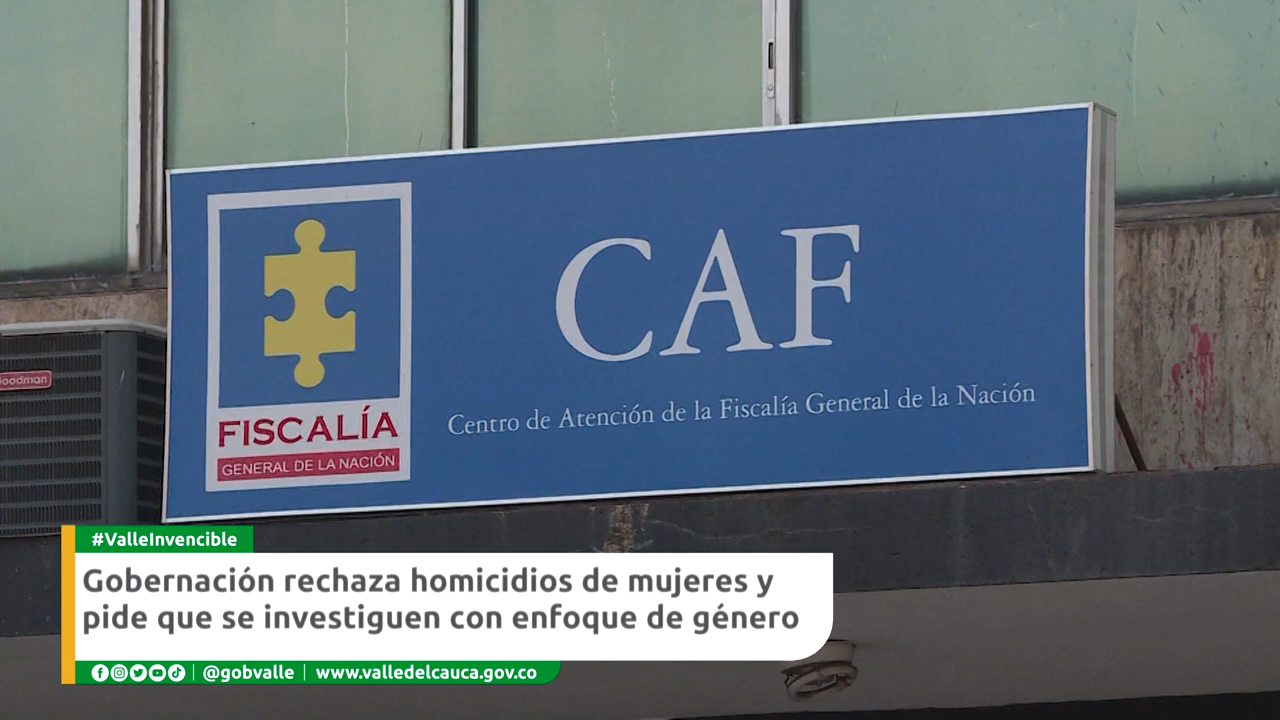 CAF
Centro de Atención de la Fiscalía General de la Nación
FISCALÍA
GENERAL DE LA NACIÓN
Goodman
#ValleInvencible
Gobernación rechaza homicidios de mujeres y
pide que se investiguen con enfoque de género
@gobvalle
www.valledelcauca.gov.co